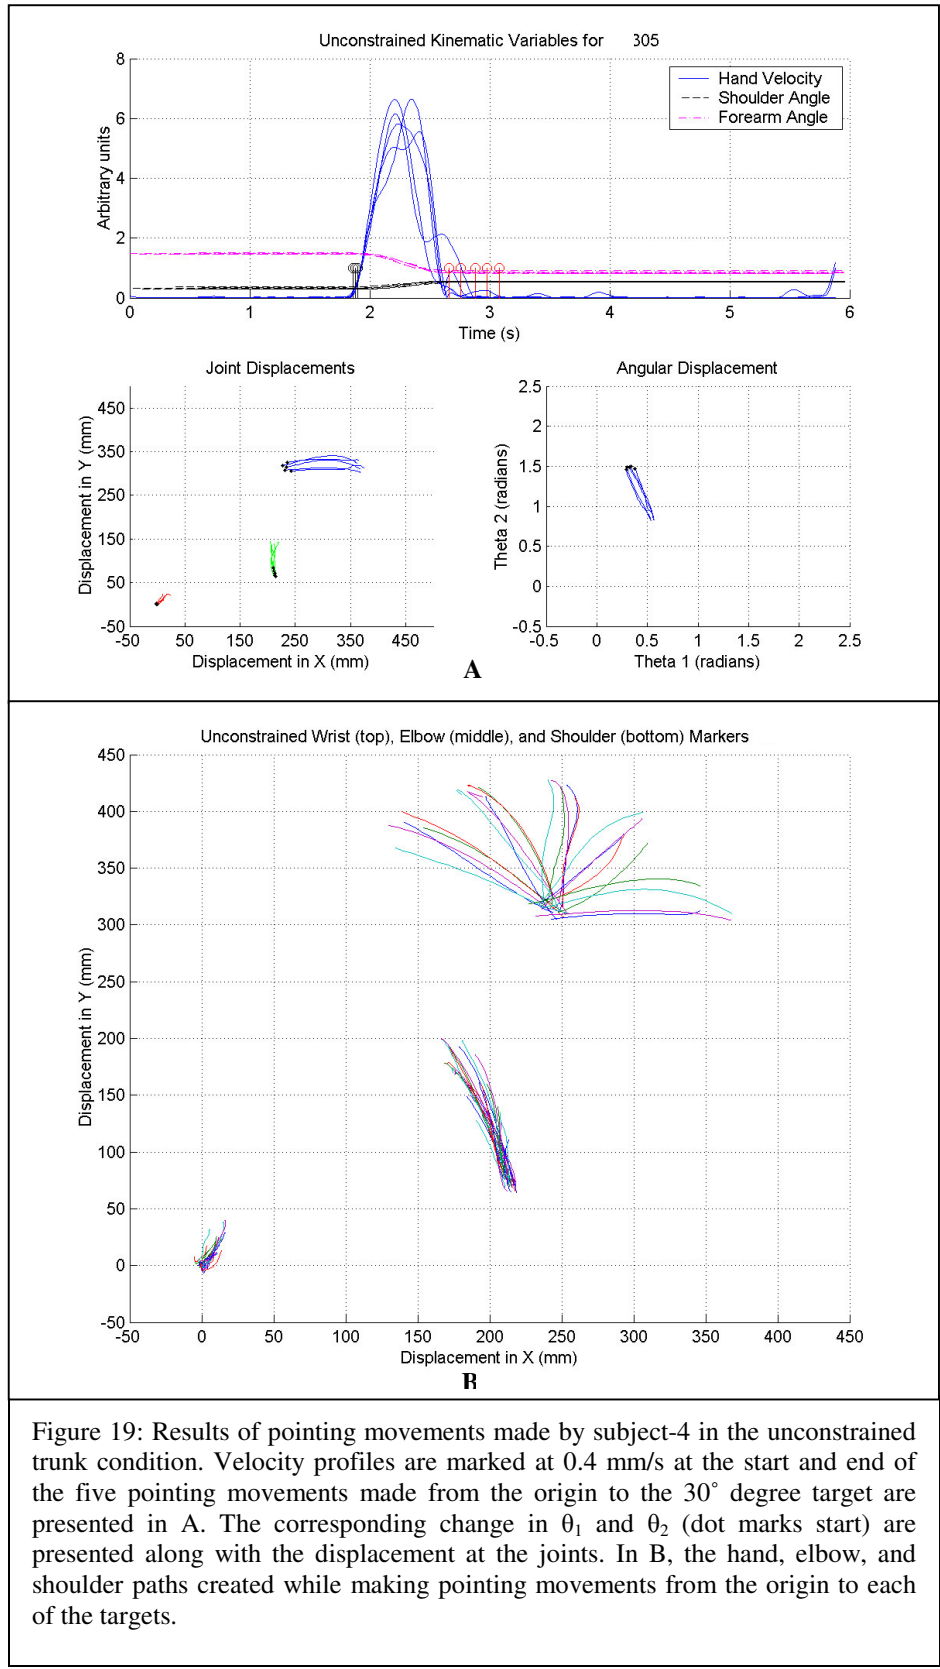 Unconstrained Kinematic Variables for 305
8
6
4
2
0
Arbitrary units
Hand Velocity
Shoulder Angle
Forearm Angle
0 1 2 3 4 5 6
Time (s)
Joint Displacements
450
350
250
150
50
-50
Displacement in Y (mm)
-50 50 150 250 350 450
Displacement in X (mm)
Angular Displacement
2.5
2
1.5
1
0.5
0
-0.5
Theta 2 (radians)
-0.5 0 0.5 1 1.5 2 2.5
Theta 1 (radians)
A
Unconstrained Wrist (top), Elbow (middle), and Shoulder (bottom) Markers
450
400
350
300
250
200
150
100
50
0
-50
Displacement in Y (mm)
-50 0 50 100 150 200 250 300 350 400 450
Displacement in X (mm)
B
Figure 19: Results of pointing movements made by subject-4 in the unconstrained
trunk condition. Velocity profiles are marked at 0.4 mm/s at the start and end of
the five pointing movements made from the origin to the 30˚ degree target are
presented in A. The corresponding change in θ₁ and θ₂ (dot marks start) are
presented along with the displacement at the joints. In B, the hand, elbow, and
shoulder paths created while making pointing movements from the origin to each
of the targets.